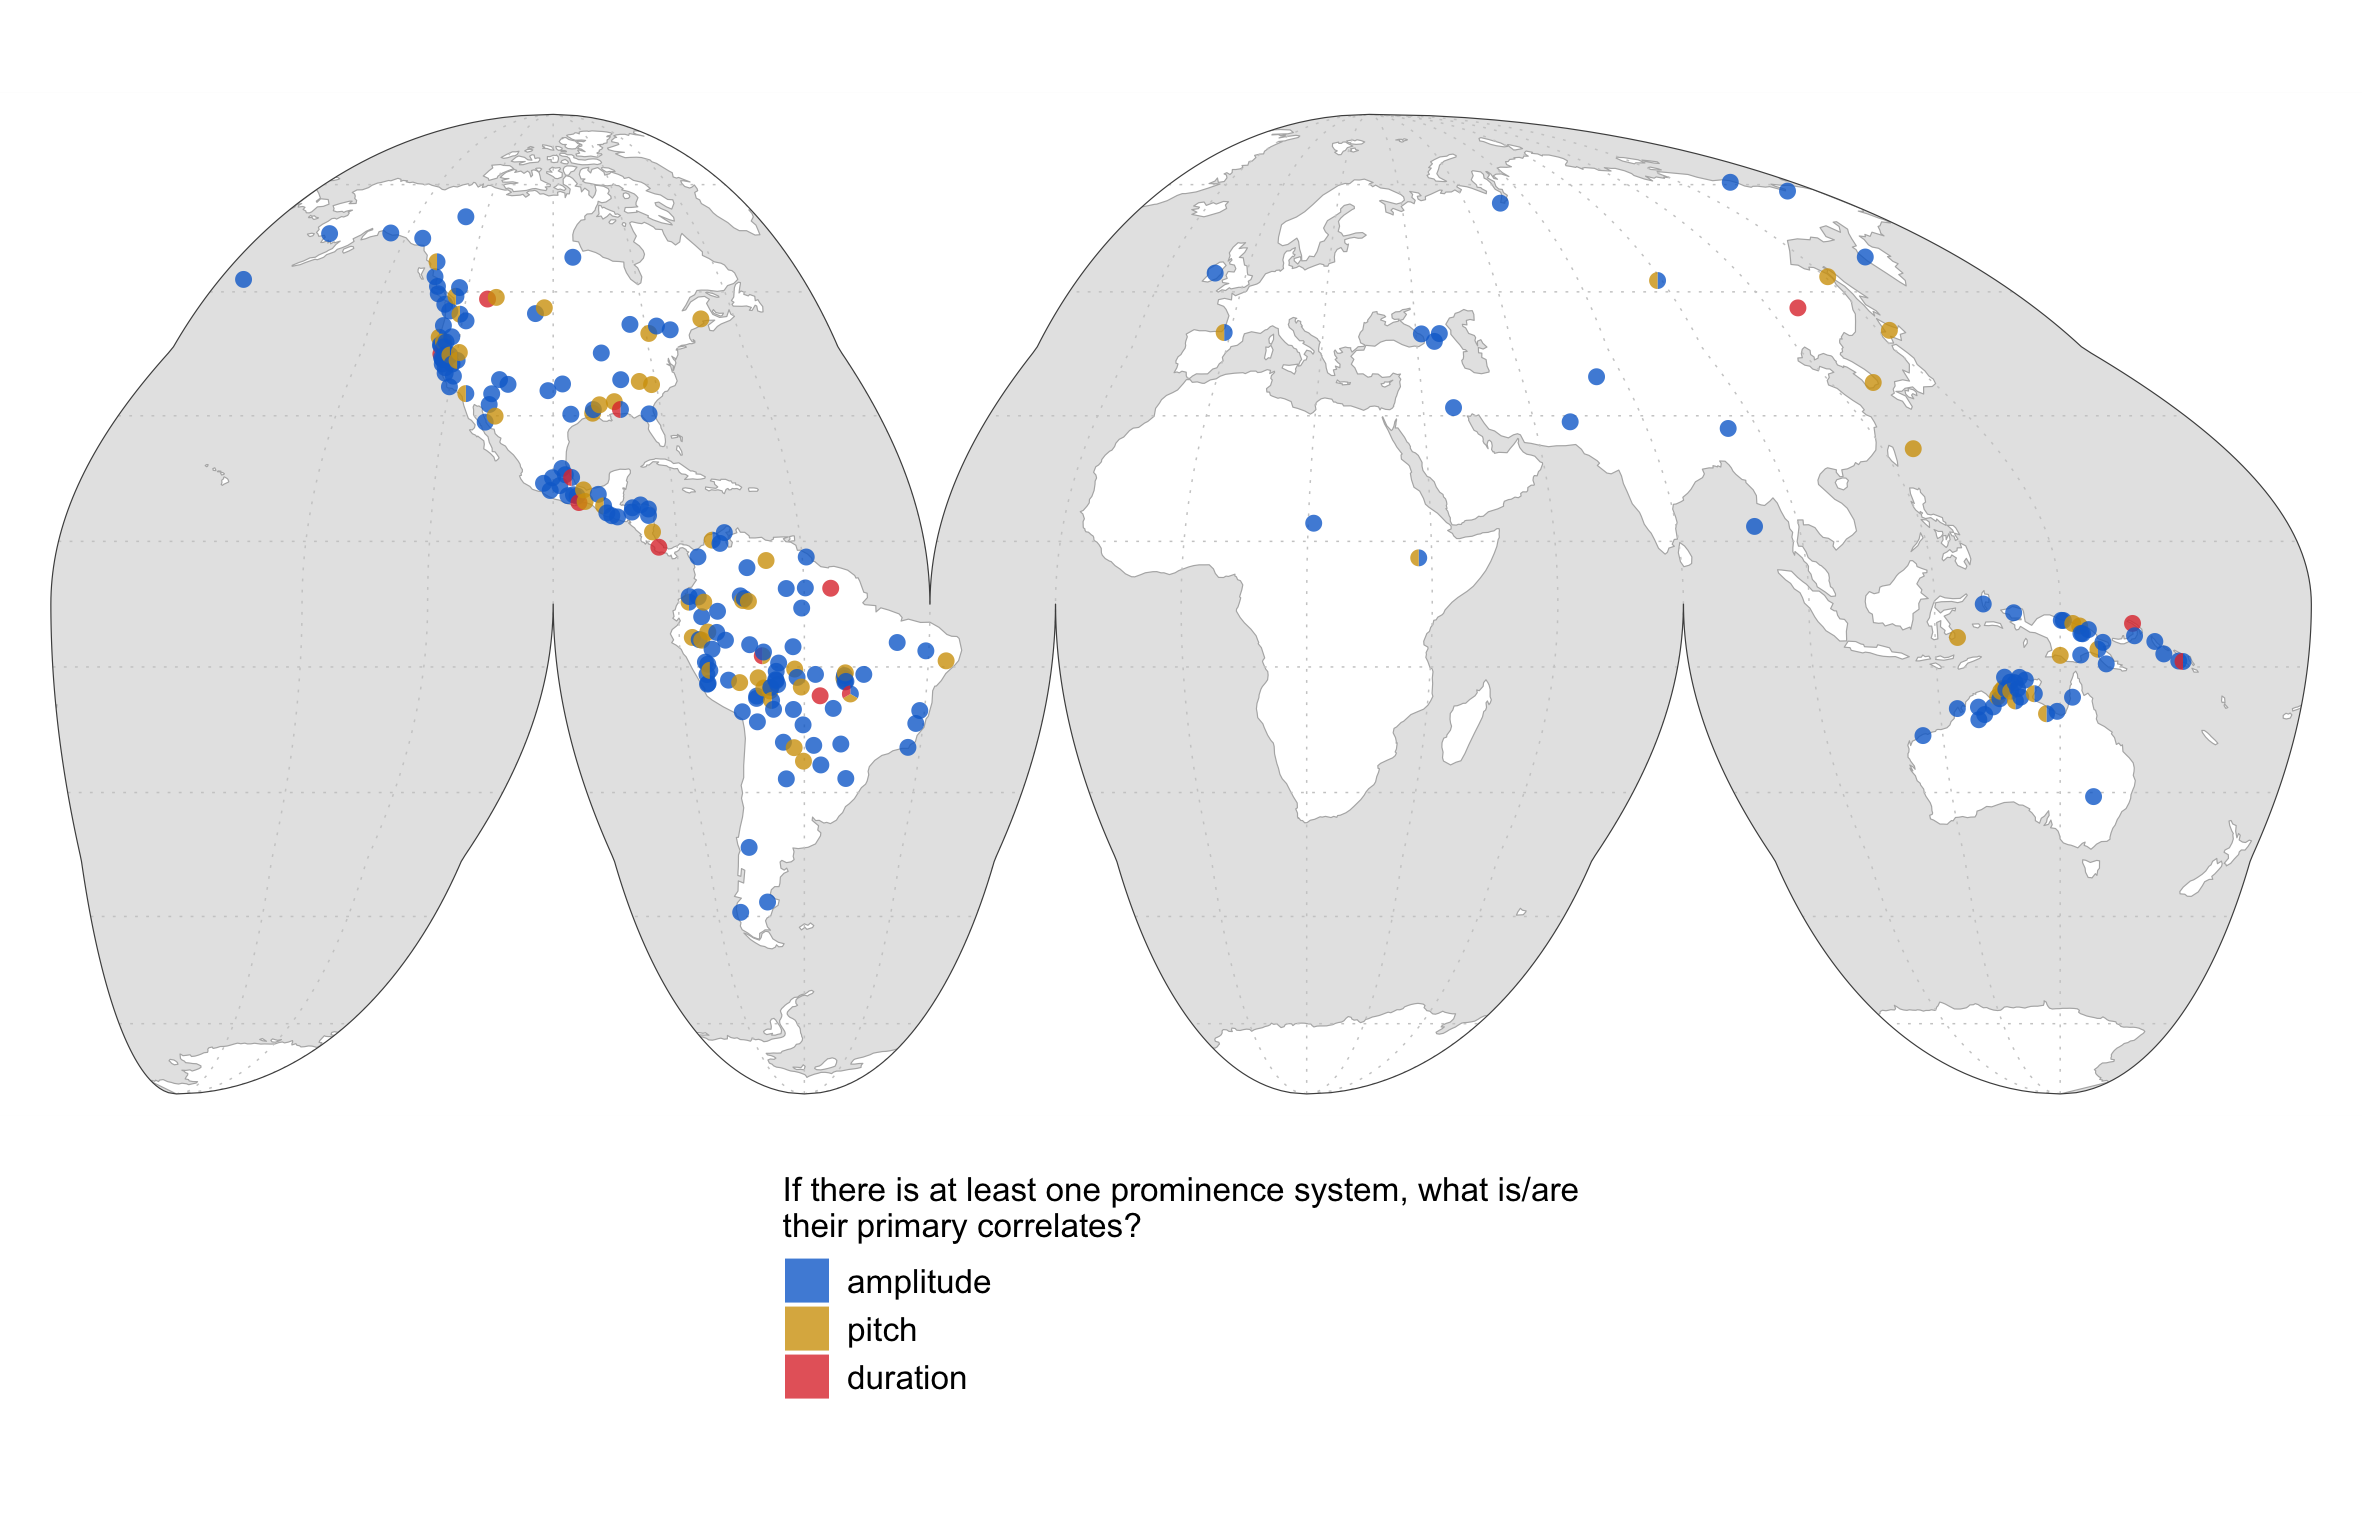 If there is at least one prominence system, what is/are
their primary correlates?
amplitude
pitch
duration